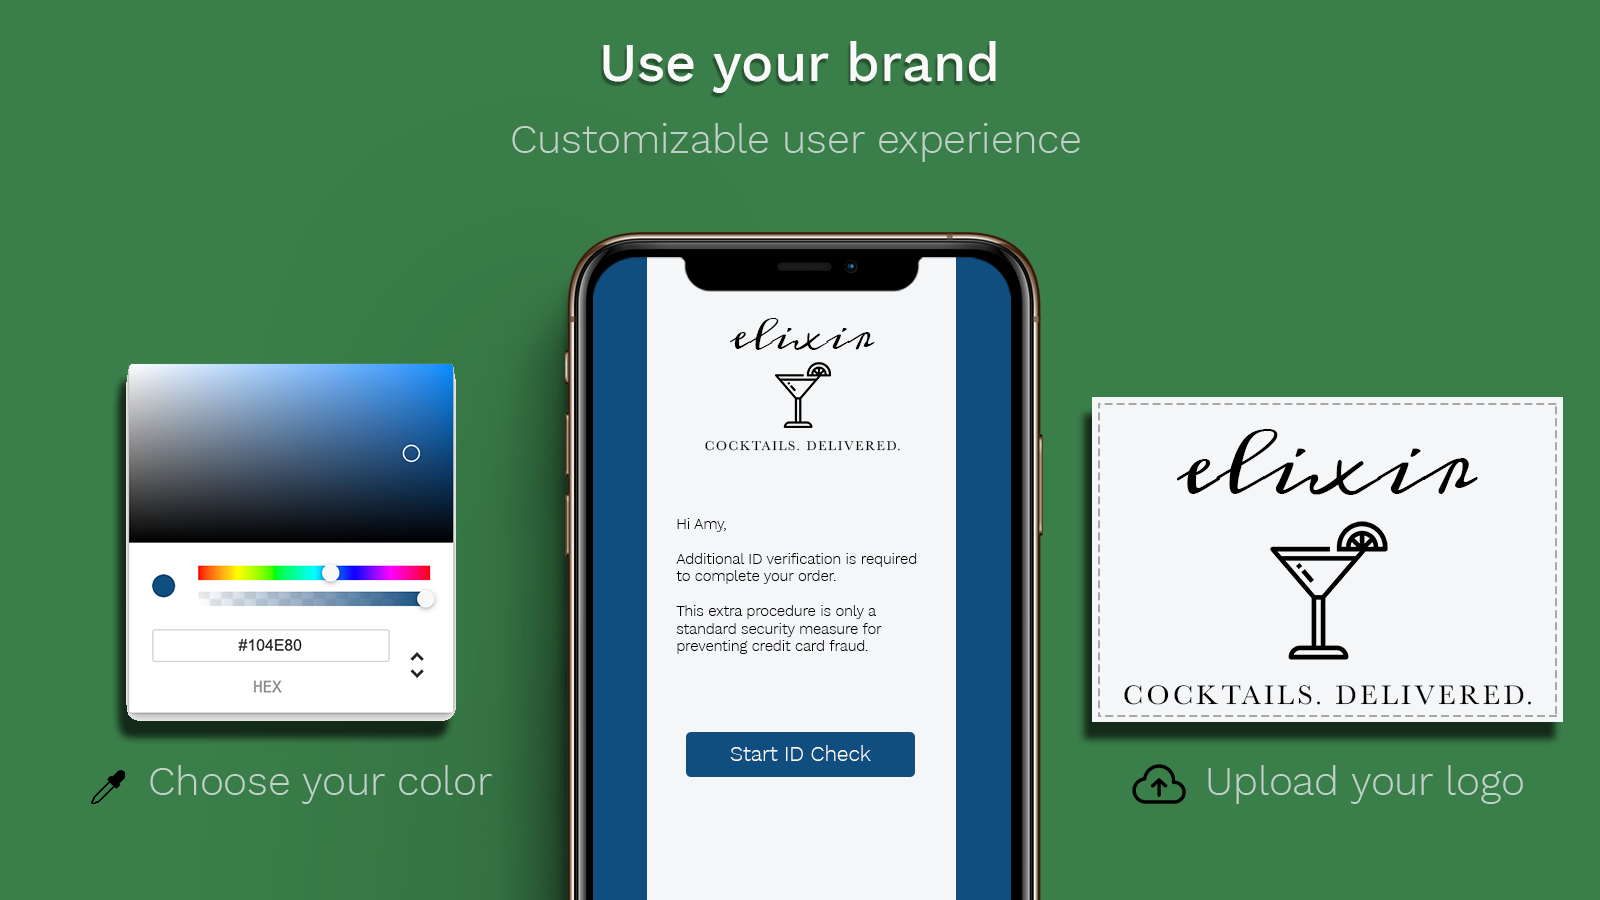 Use your brand
Customizable user experience
elixir
COCKTAILS. DELIVERED.
Hi Amy,
Additional ID verification is required
to complete your order.
This extra procedure is only a
standard security measure for
preventing credit card fraud.
Start ID Check
#104E80
HEX
Choose your color
elixir
COCKTAILS. DELIVERED.
Upload your logo